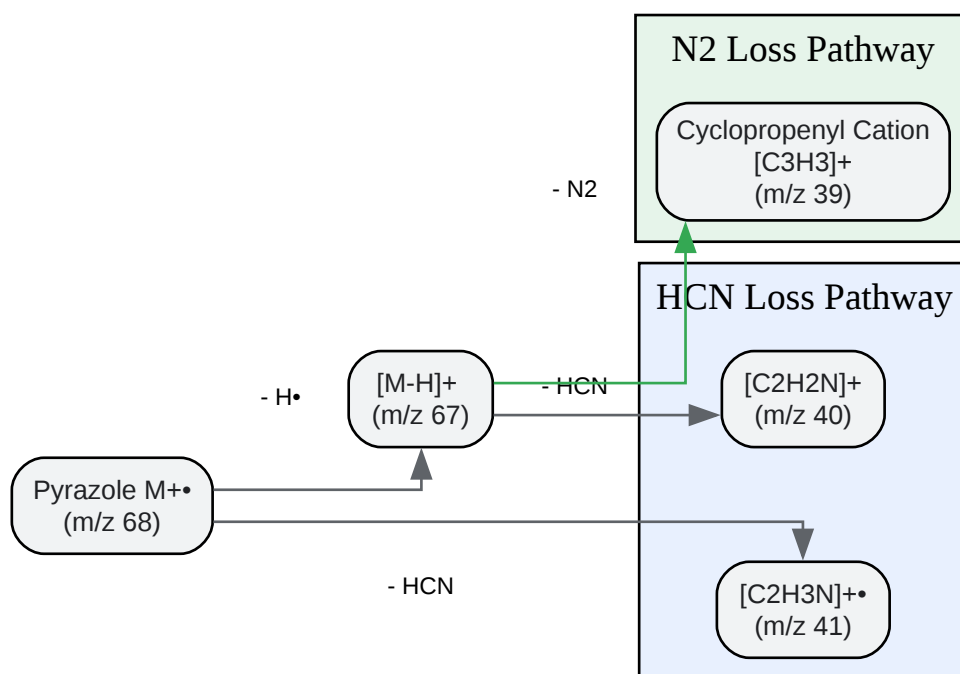 N2 Loss Pathway
Cyclopropenyl Cation
[C3H3]+
(m/z 39)
- N2
HCN Loss Pathway
[M-H]+
(m/z 67)
- H•
- HCN
[C2H2N]+
(m/z 40)
Pyrazole M+•
(m/z 68)
- HCN
[C2H3N]+•
(m/z 41)